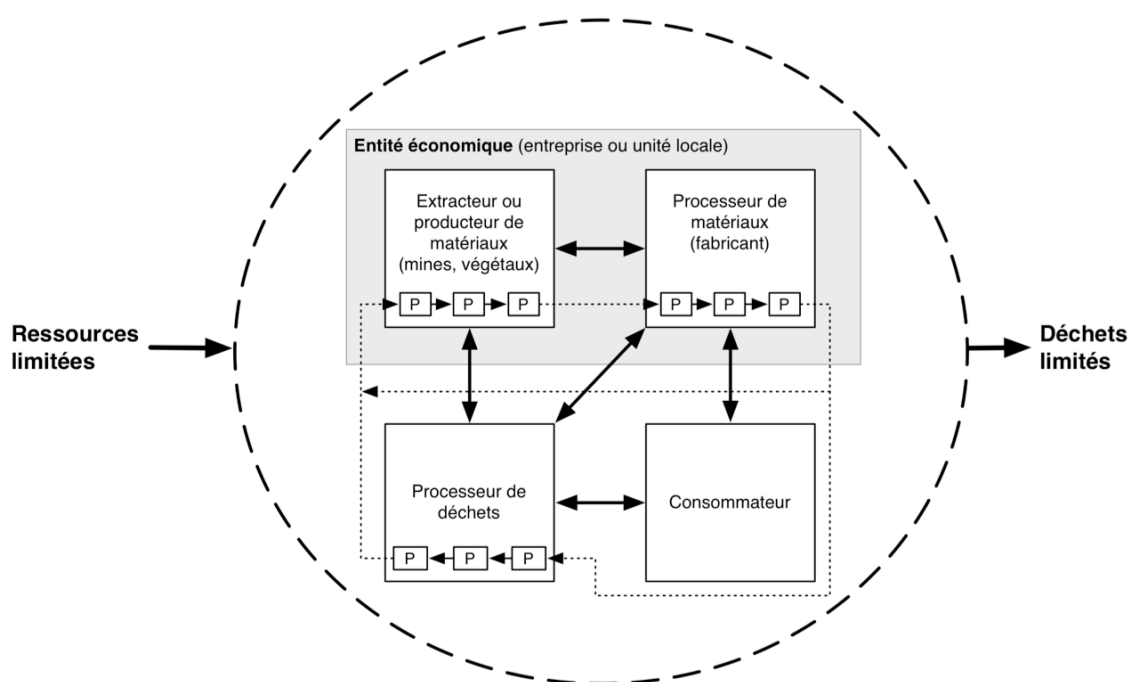 Entité économique (entreprise ou unité locale)
Extracteur ou
producteur de
matériaux
(mines, végétaux)
P P P
Processeur de
matériaux
(fabricant)
P P P
Ressources
limitées
Déchets
limités
Processeur de
déchets
P P P
Consommateur